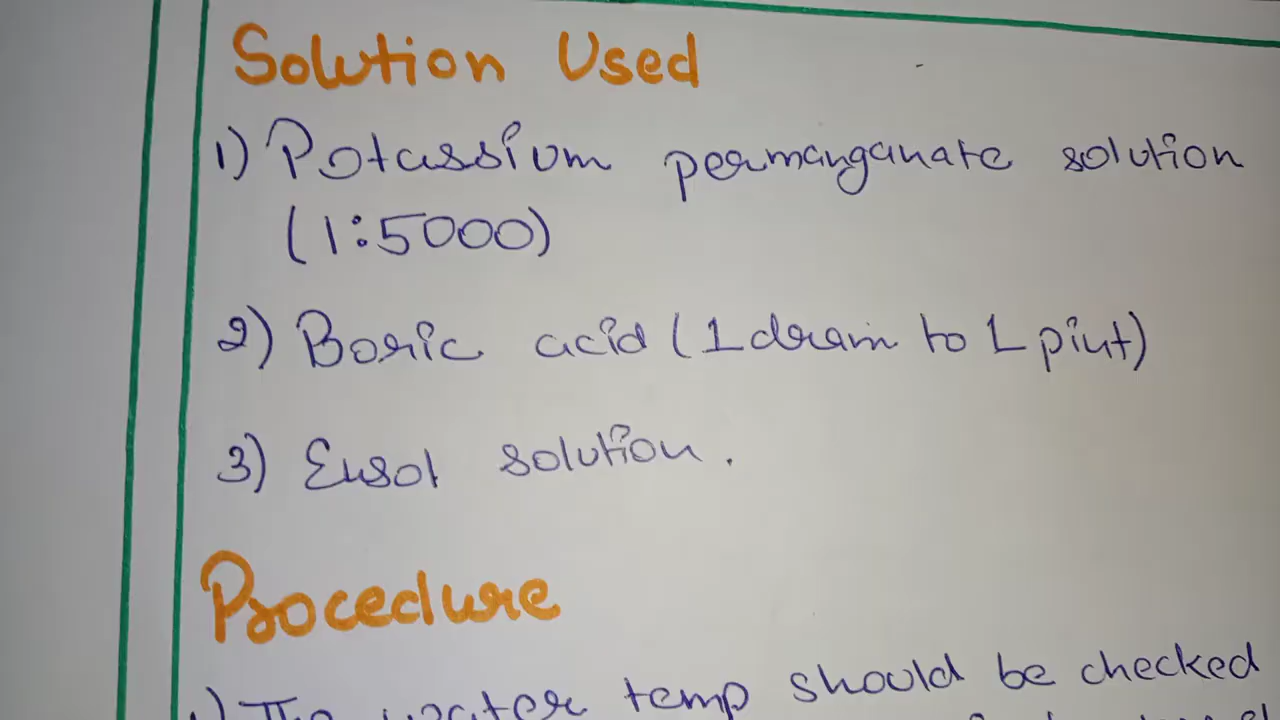 Solution Used
1) Potassium permanganate solution
(1:5000)
2) Boric acid (1 dram to 1 pint)
3) Eusol solution.
Procedure
1) The water temp should be checked